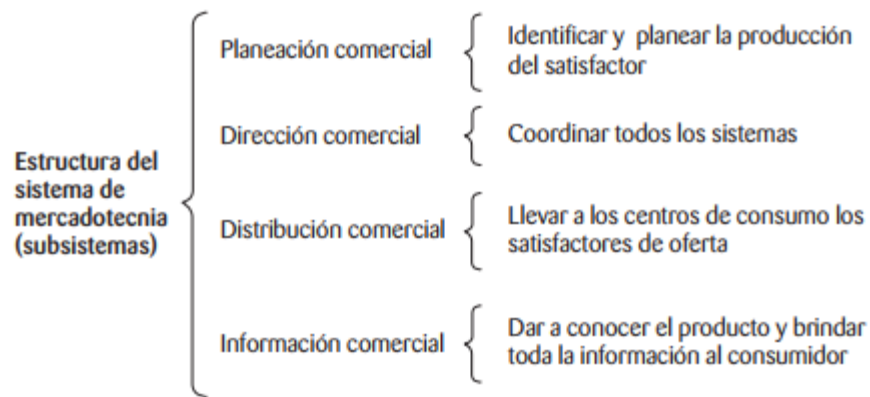 Estructura del
sistema de
mercadotecnia
(subsistemas)
Planeación comercial
Identificar y planear la producción
del satisfactor
Dirección comercial
Coordinar todos los sistemas
Distribución comercial
Llevar a los centros de consumo los
satisfactores de oferta
Información comercial
Dar a conocer el producto y brindar
toda la información al consumidor